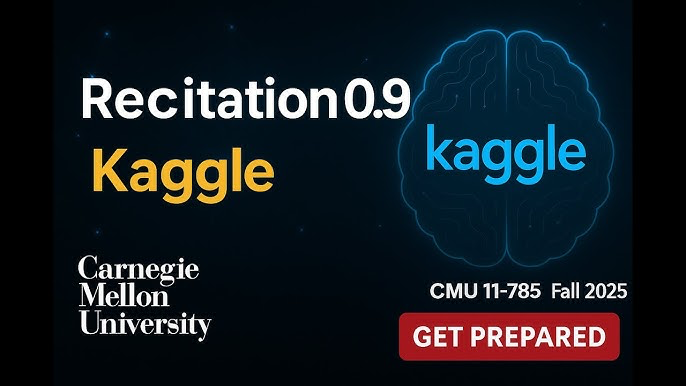 Recitation 0.9
Kaggle
kaggle
Carnegie
Mellon
University
CMU 11-785 Fall 2025
GET PREPARED